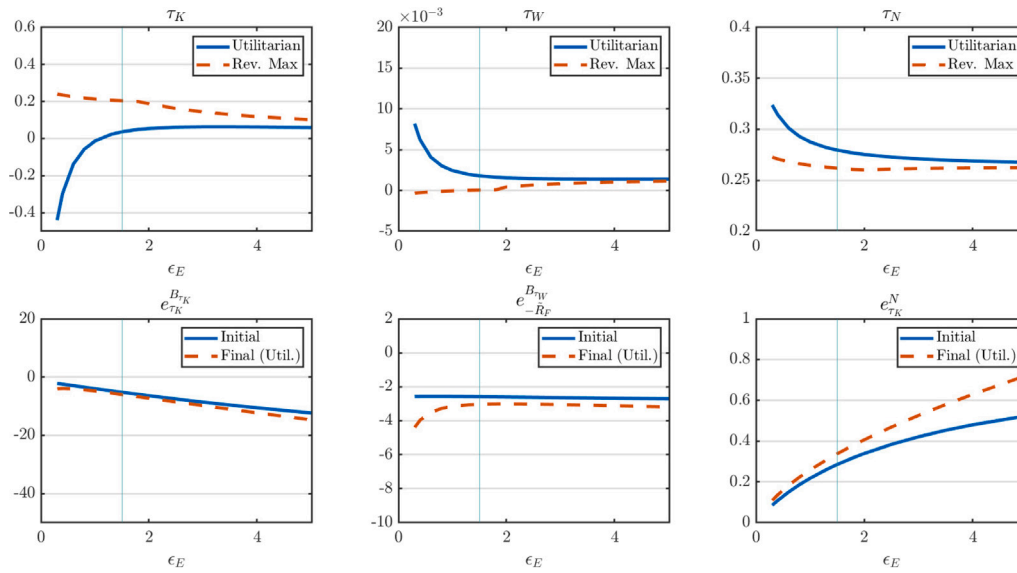 τ_K
0.6
0.4
0.2
0
-0.2
-0.4
0 2 4
ϵ_E
Utilitarian
Rev. Max
τ_W
×10⁻³
20
15
10
5
0
-5
0 2 4
ϵ_E
Utilitarian
Rev. Max
τ_N
0.4
0.35
0.3
0.25
0.2
0 2 4
ϵ_E
Utilitarian
Rev. Max
e^{B_{τ_K}}_{τ_K}
20
0
-20
-40
0 2 4
ϵ_E
Initial
Final (Util.)
e^{B_{τ_W}}_{-R̃_F}
2
0
-2
-4
-6
-8
-10
0 2 4
ϵ_E
Initial
Final (Util.)
e^N_{τ_K}
1
0.8
0.6
0.4
0.2
0
0 2 4
ϵ_E
Initial
Final (Util.)